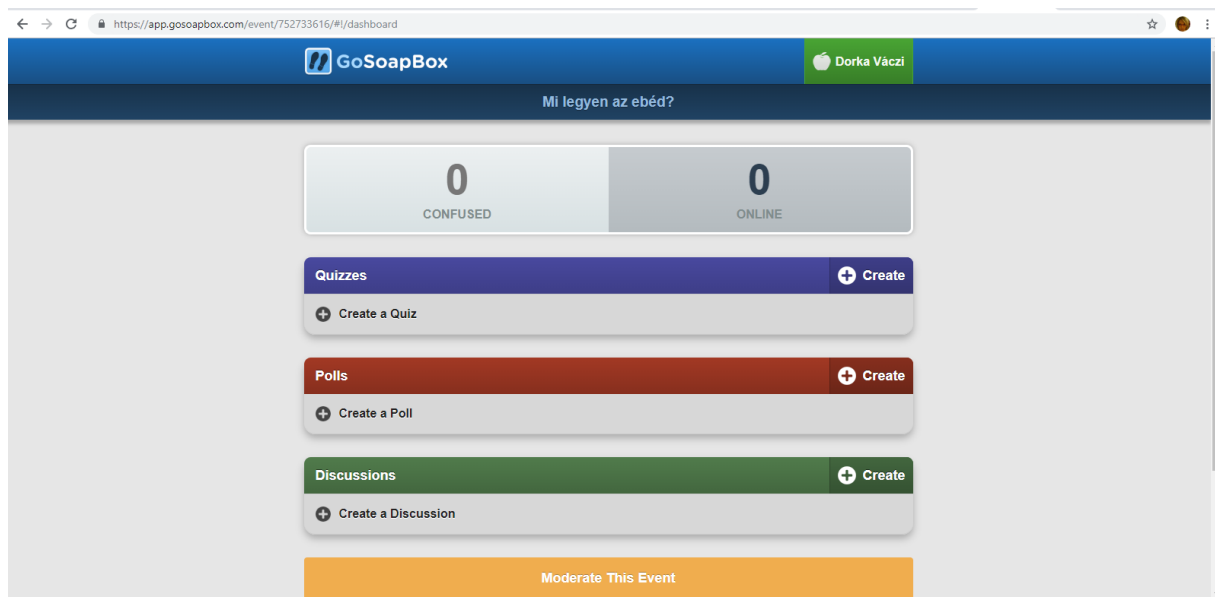 https://app.gosoapbox.com/event/752733616/#!/dashboard
GoSoapBox
Dorka Váczi
Mi legyen az ebéd?
0 0
CONFUSED ONLINE
Quizzes Create
Create a Quiz
Polls Create
Create a Poll
Discussions Create
Create a Discussion
Moderate This Event